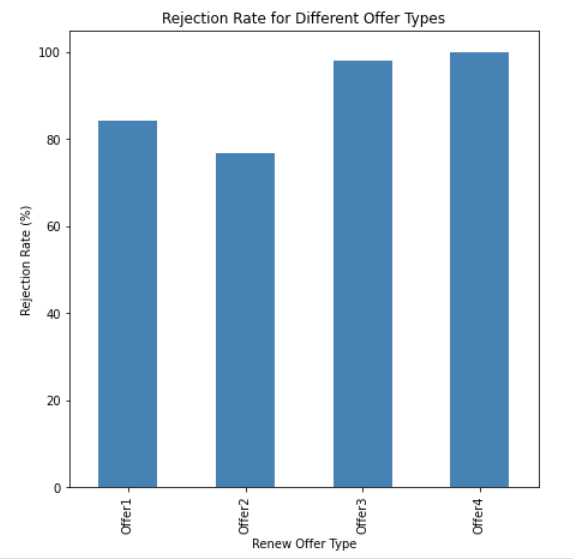 Rejection Rate for Different Offer Types
100
80
60
40
20
0
Rejection Rate (%)
Offer1
Offer2
Offer3
Offer4
Renew Offer Type